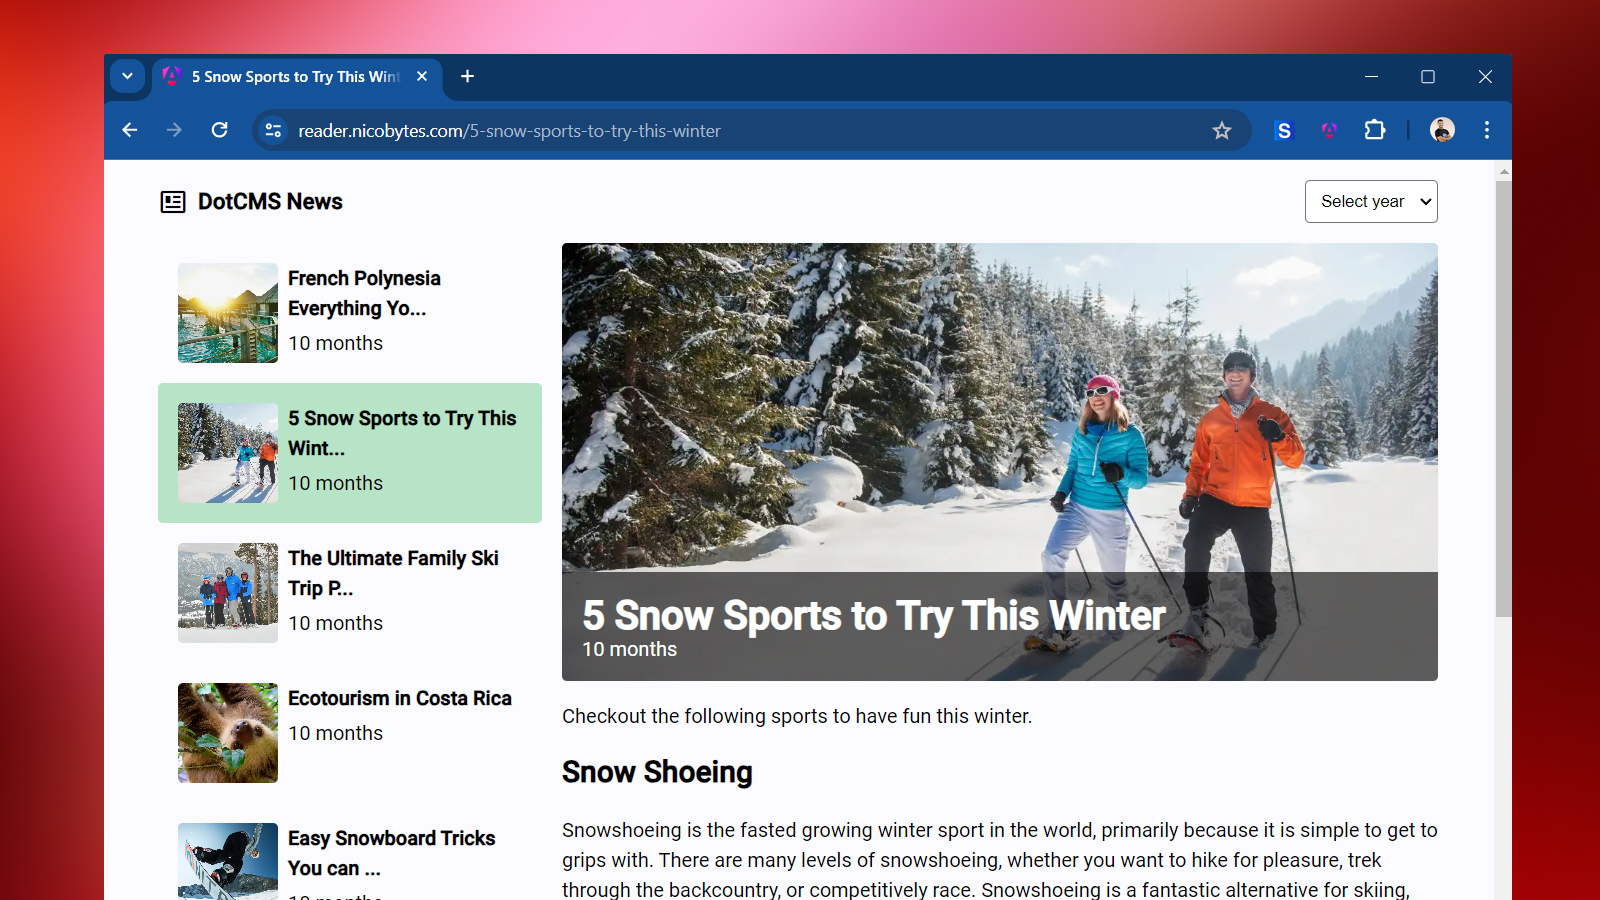 5 Snow Sports to Try This Wint
reader.nicobytes.com/5-snow-sports-to-try-this-winter
S
DotCMS News
Select year
French Polynesia
Everything Yo...
10 months
5 Snow Sports to Try This
Wint...
10 months
The Ultimate Family Ski
Trip P...
10 months
Ecotourism in Costa Rica
10 months
Easy Snowboard Tricks
You can ...
5 Snow Sports to Try This Winter
10 months
Checkout the following sports to have fun this winter.
Snow Shoeing
Snowshoeing is the fasted growing winter sport in the world, primarily because it is simple to get to
grips with. There are many levels of snowshoeing, whether you want to hike for pleasure, trek
through the backcountry, or competitively race. Snowshoeing is a fantastic alternative for skiing,